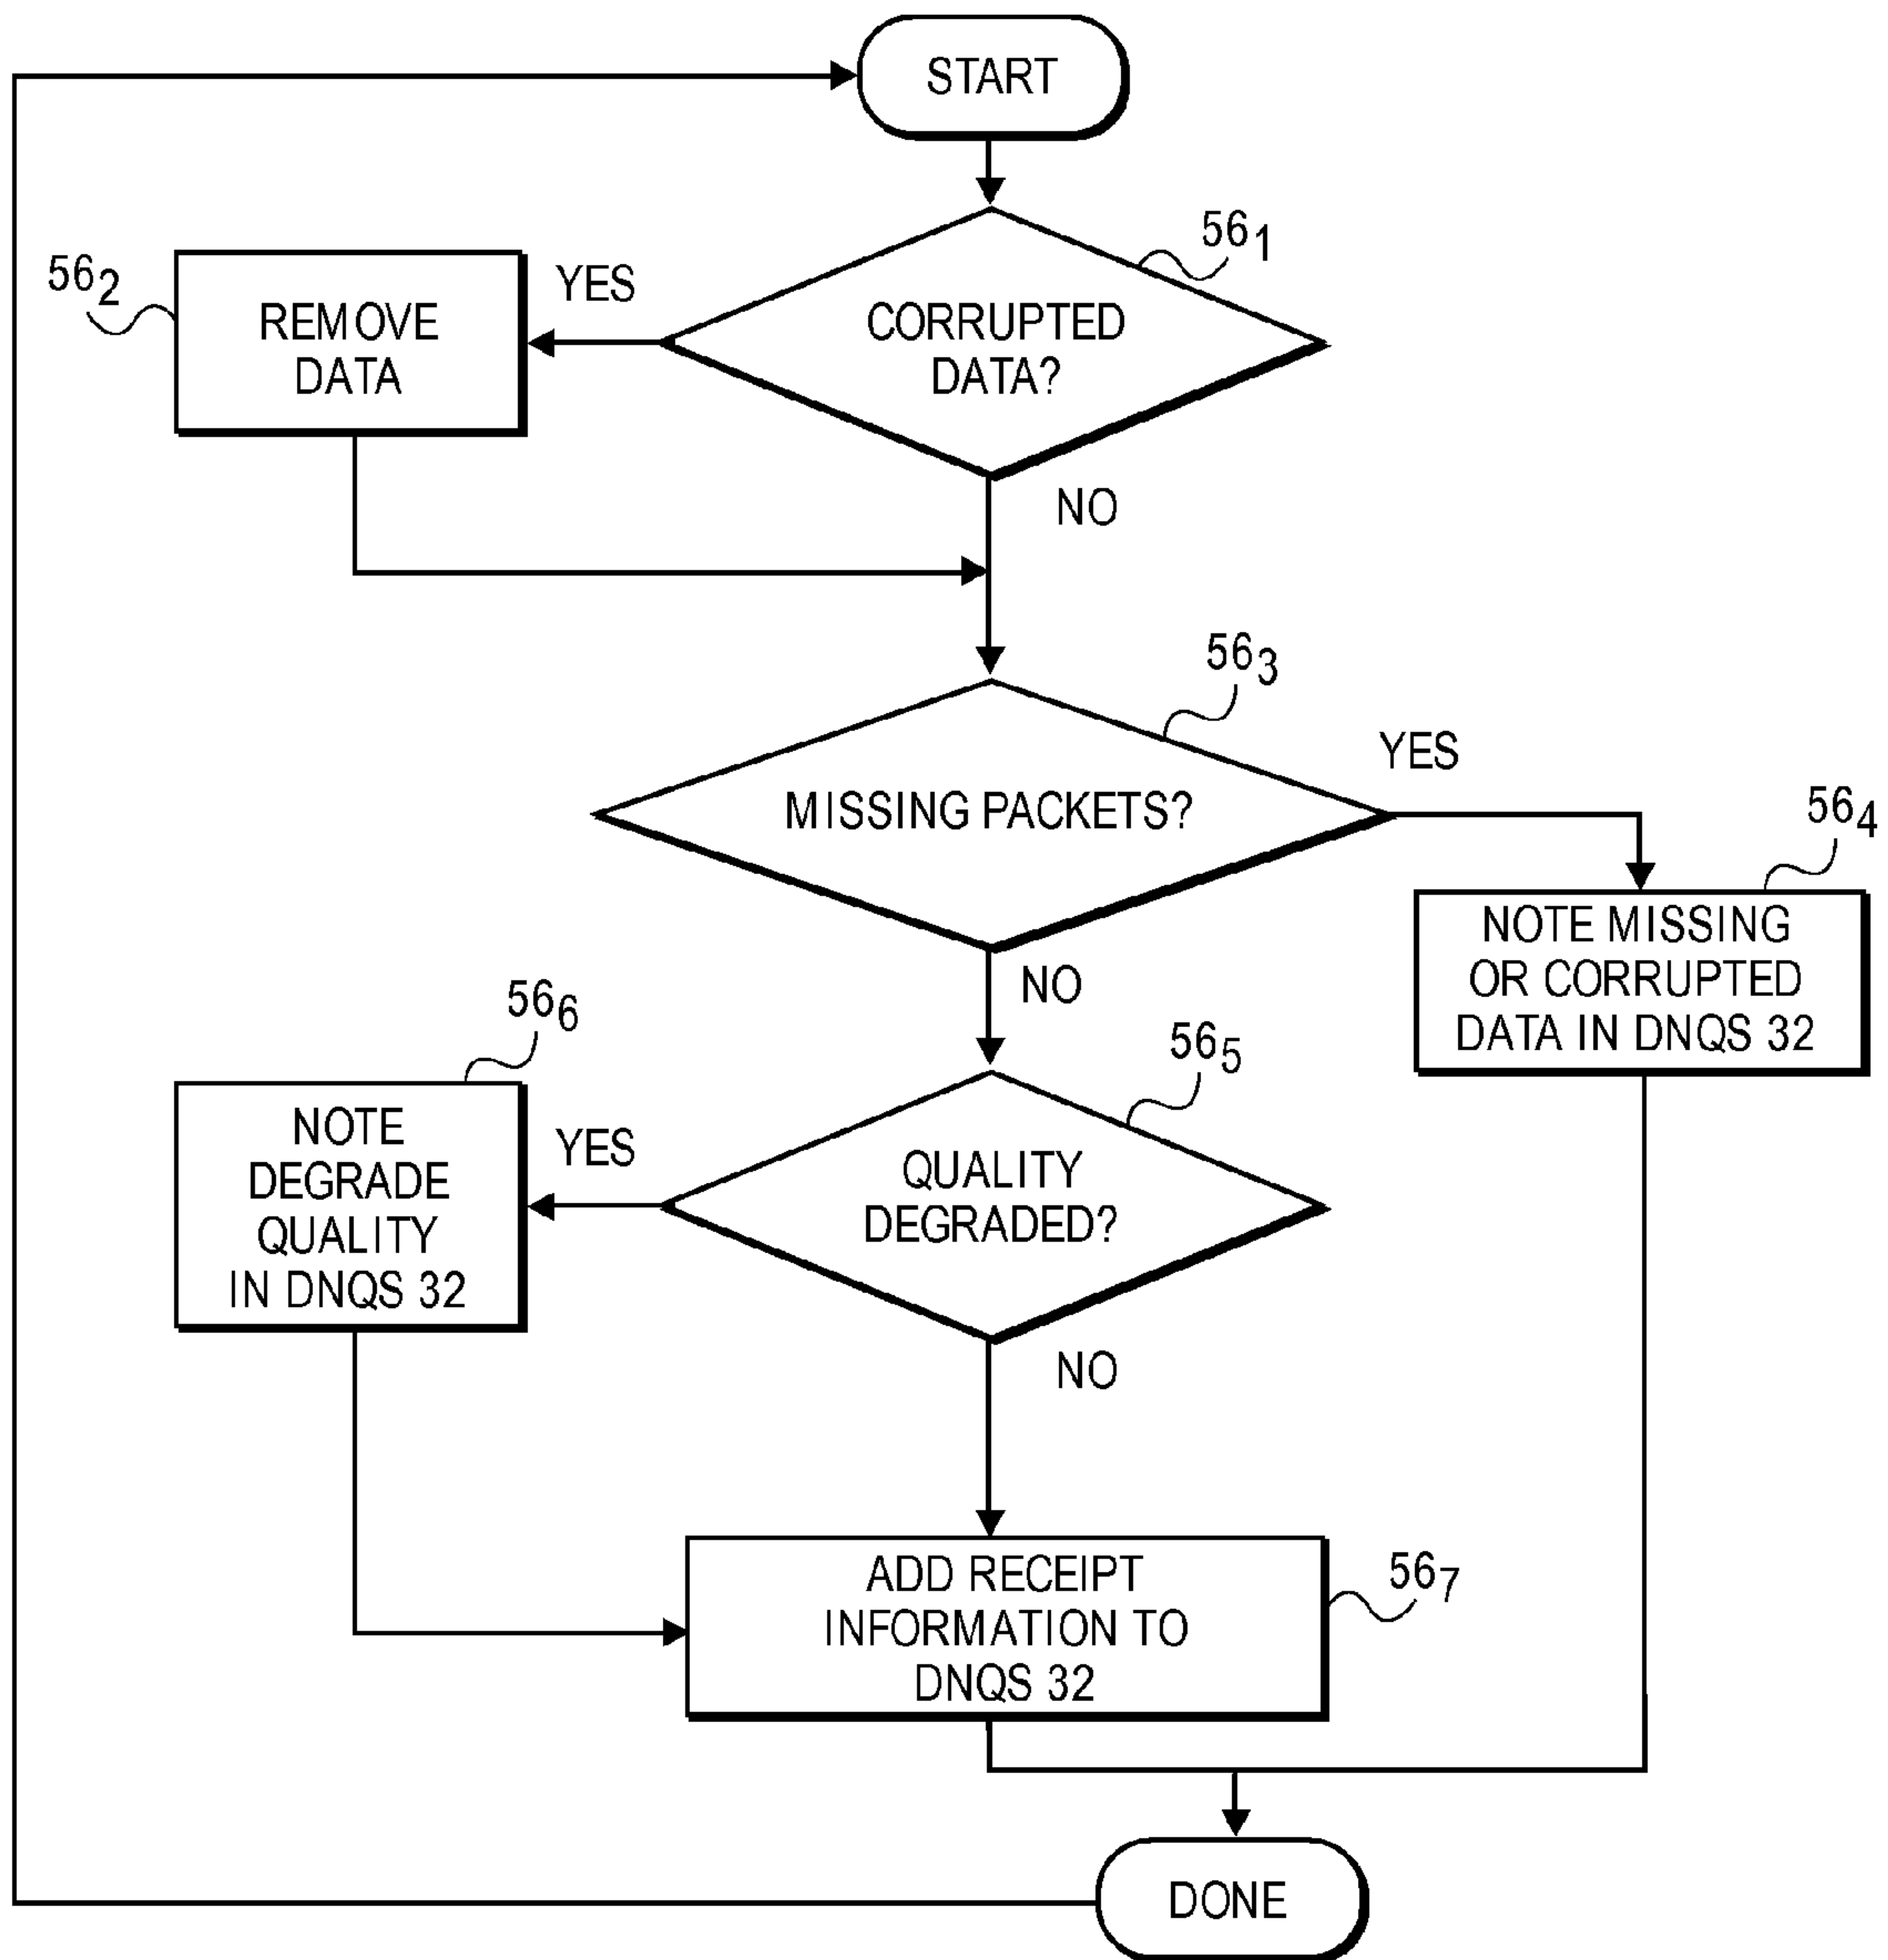 START
56₁
CORRUPTED
DATA?
YES
56₂
REMOVE
DATA
NO
56₃
MISSING PACKETS?
YES
56₄
NOTE MISSING
OR CORRUPTED
DATA IN DNQS 32
NO
56₅
QUALITY
DEGRADED?
YES
56₆
NOTE
DEGRADE
QUALITY
IN DNQS 32
NO
ADD RECEIPT
INFORMATION TO
DNQS 32
56₇
DONE